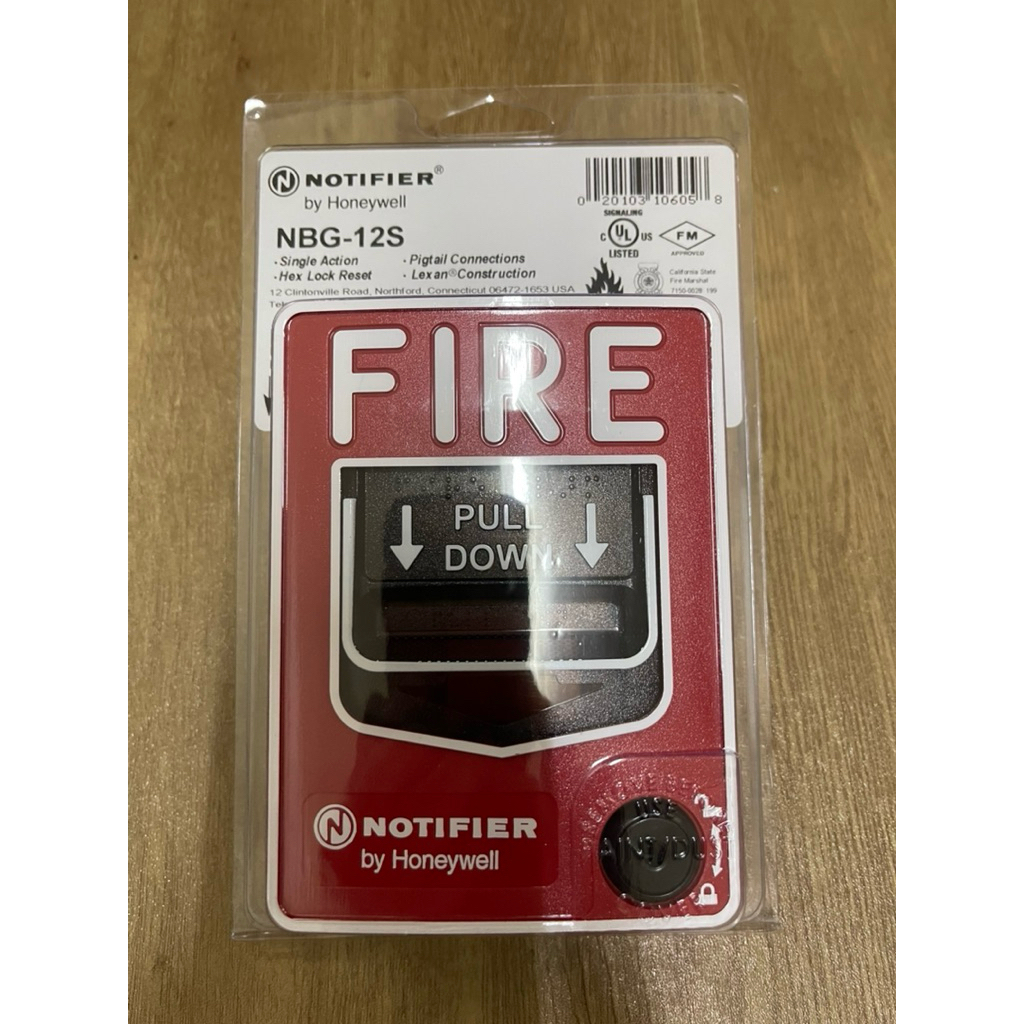 NOTIFIER®
by Honeywell
0 20103 10605 8
NBG-12S
SIGNALING
C UL US
LISTED
FM
APPROVED
• Single Action
• Pigtail Connections
• Hex Lock Reset
• Lexan® Construction
California State
Fire Marshal
12 Clintonville Road, Northford, Connecticut 06472-1653 USA
FIRE
PULL
DOWN
NOTIFIER
by Honeywell